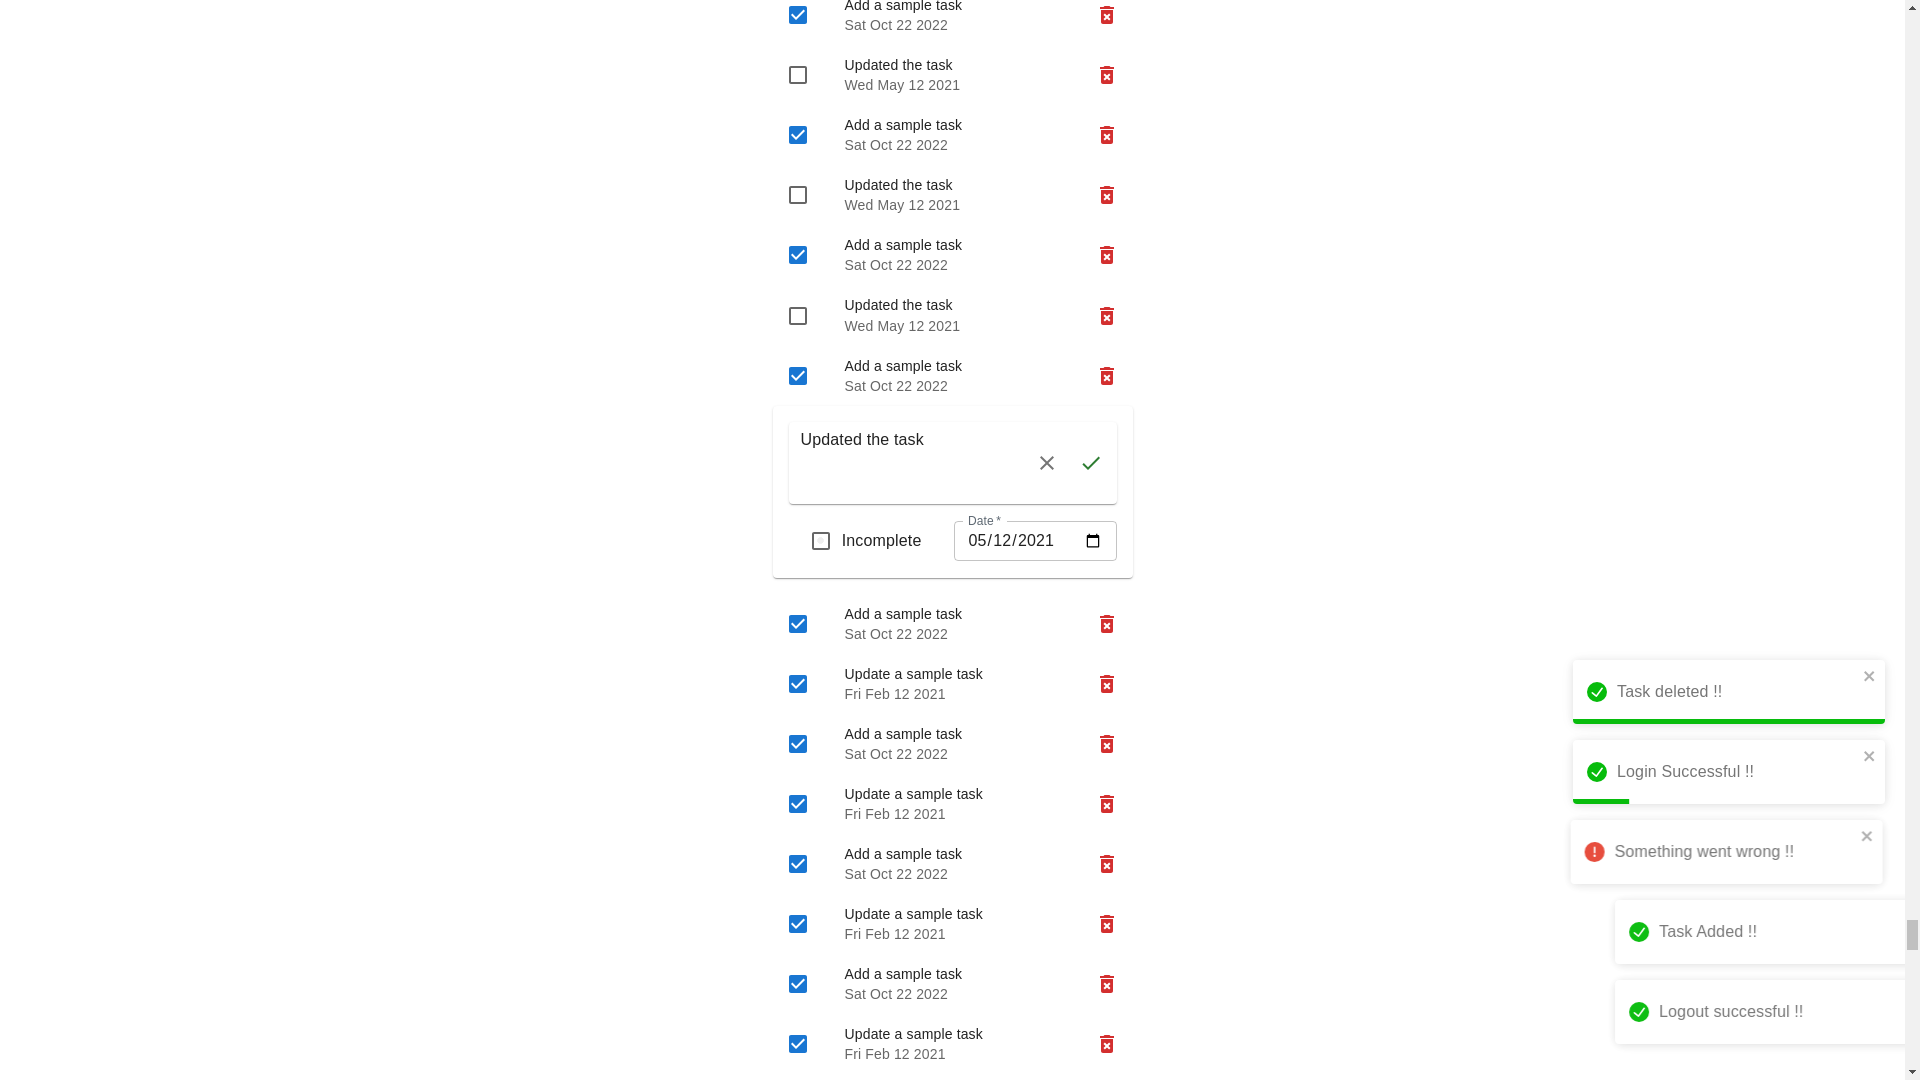 Add a sample task
Sat Oct 22 2022
Updated the task
Wed May 12 2021
Add a sample task
Sat Oct 22 2022
Updated the task
Wed May 12 2021
Add a sample task
Sat Oct 22 2022
Updated the task
Wed May 12 2021
Add a sample task
Sat Oct 22 2022
Updated the task
Incomplete
Date *
05/12/2021
Add a sample task
Sat Oct 22 2022
Update a sample task
Fri Feb 12 2021
Add a sample task
Sat Oct 22 2022
Update a sample task
Fri Feb 12 2021
Add a sample task
Sat Oct 22 2022
Update a sample task
Fri Feb 12 2021
Add a sample task
Sat Oct 22 2022
Update a sample task
Fri Feb 12 2021
Task deleted !!
Login Successful !!
Something went wrong !!
Task Added !!
Logout successful !!